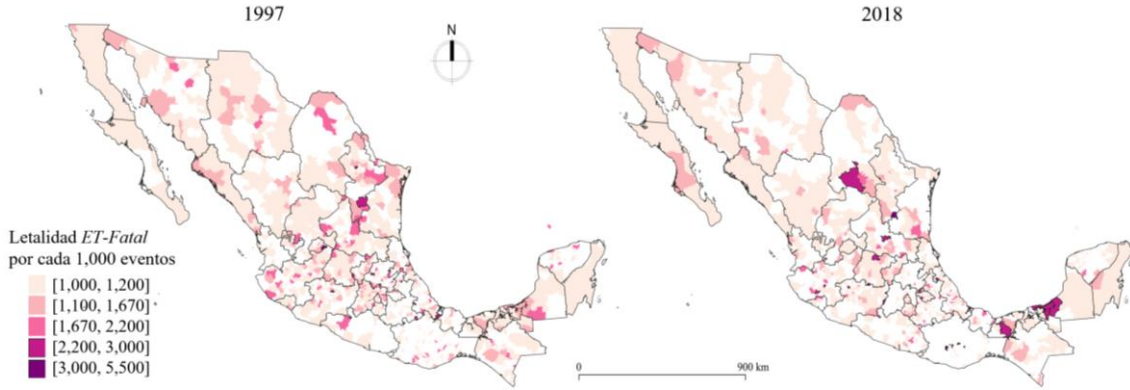 1997
2018
N
Letalidad ET-Fatal
por cada 1,000 eventos
[1,000, 1,200]
[1,100, 1,670]
[1,670, 2,200]
[2,200, 3,000]
[3,000, 5,500]
0
900 km